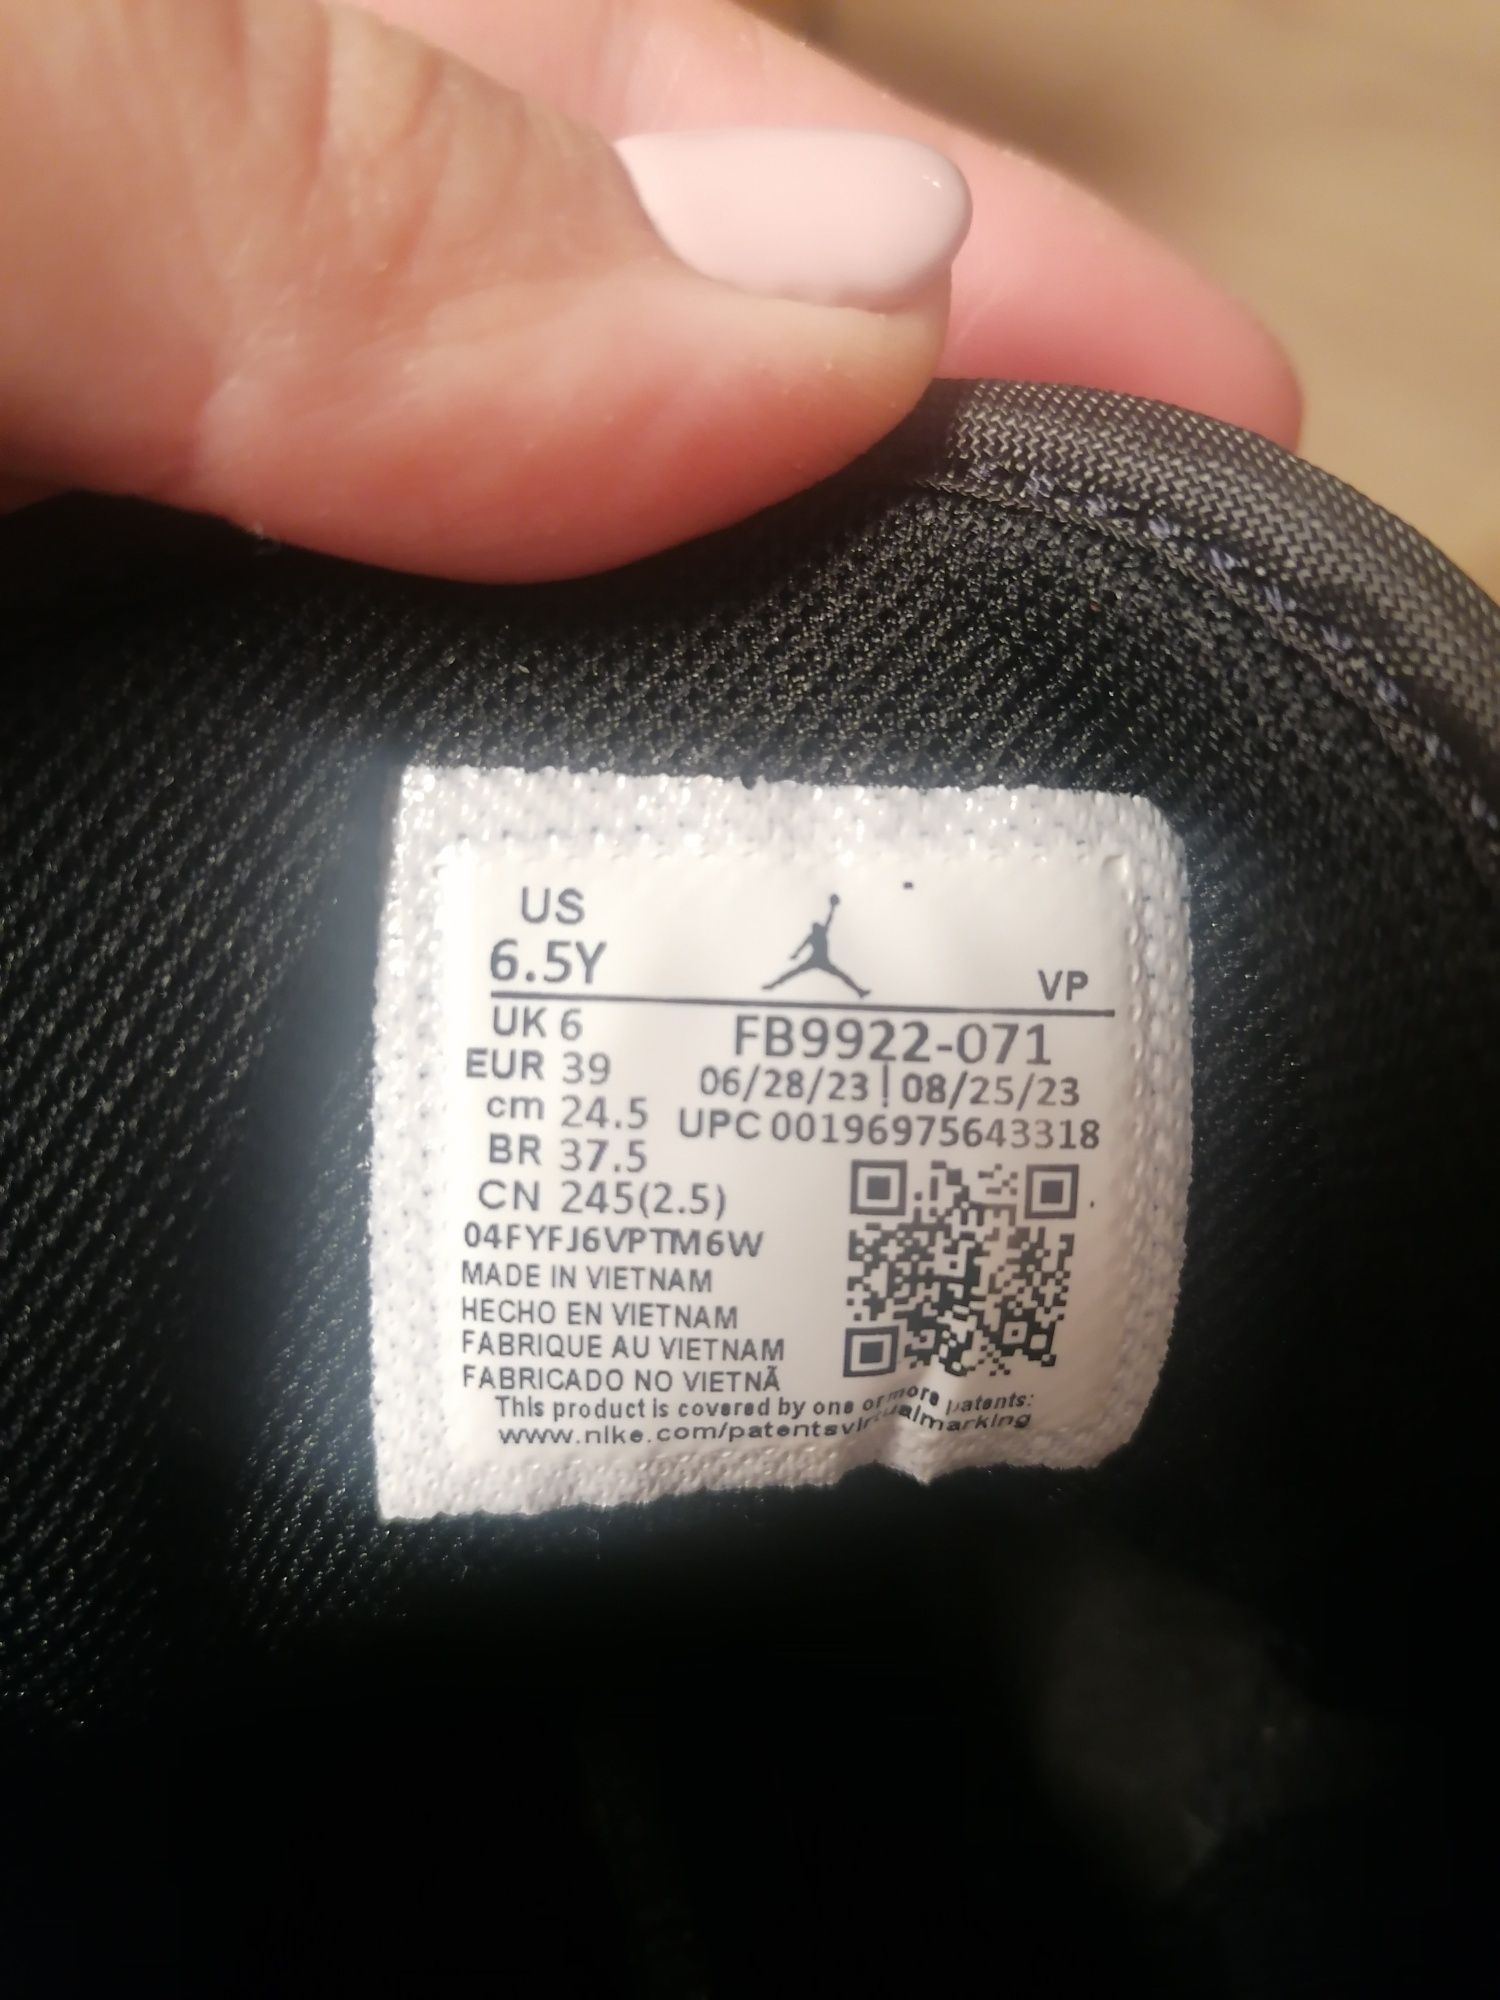 US
6.5Y
VP
UK 6
EUR 39
cm 24.5
BR 37.5
CN 245(2.5)
FB9922-071
06/28/23 | 08/25/23
UPC 00196975643318
04FYFJ6VPTM6W
MADE IN VIETNAM
HECHO EN VIETNAM
FABRIQUE AU VIETNAM
FABRICADO NO VIETNÃ
This product is covered by one or more patents:
www.nike.com/patentsvirtualmarking